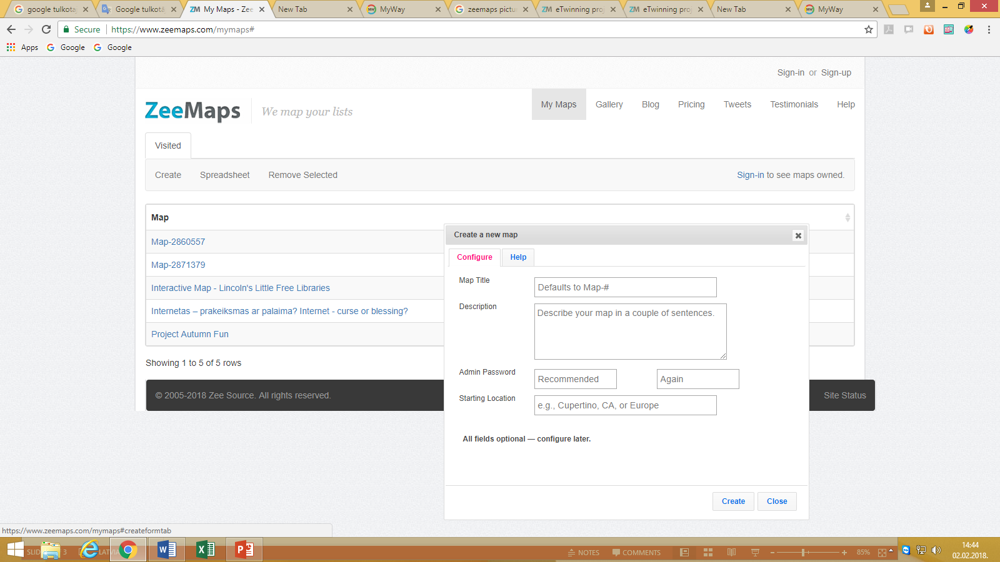 google tulkotaj
Google tulkotā
ZM My Maps - Zee
New Tab
MyWay
zeemaps pictu
ZM eTwinning proj
ZM eTwinning proj
New Tab
MyWay
Secure https://www.zeemaps.com/mymaps#
Apps Google Google
Sign-in or Sign-up
ZeeMaps We map your lists
My Maps Gallery Blog Pricing Tweets Testimonials Help
Visited
Create Spreadsheet Remove Selected Sign-in to see maps owned.
Map
Map-2860557
Map-2871379
Interactive Map - Lincoln's Little Free Libraries
Internetas – prakeiksmas ar palaima? Internet - curse or blessing?
Project Autumn Fun
Showing 1 to 5 of 5 rows
© 2005-2018 Zee Source. All rights reserved. Site Status
Create a new map
Configure Help
Map Title Defaults to Map-#
Description Describe your map in a couple of sentences.
Admin Password Recommended Again
Starting Location e.g., Cupertino, CA, or Europe
All fields optional — configure later.
Create Close
https://www.zeemaps.com/mymaps#createformtab
3 NOTES COMMENTS 85% 14:44
02.02.2018.